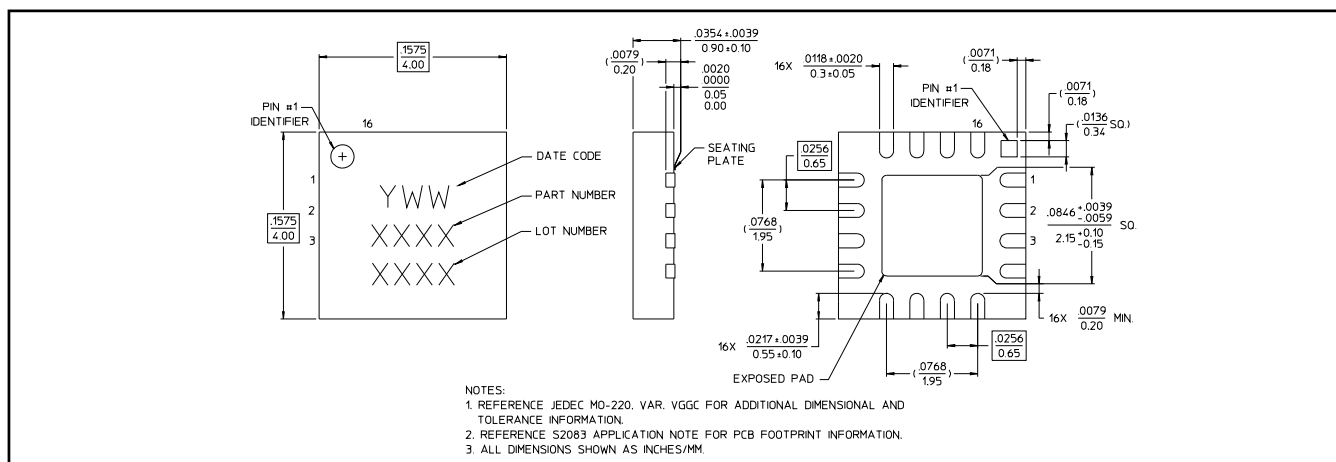 .1575
4.00
PIN #1
IDENTIFIER
16
DATE CODE
YWW
PART NUMBER
XXXX
LOT NUMBER
XXXX
1
2
3
.1575
4.00
.0354±.0039
0.90±0.10
(.0079
0.20)
.0020
.0000
0.05
0.00
SEATING
PLATE
16X .0118±.0020
0.3±0.05
(.0071
0.18)
PIN #1
IDENTIFIER
16
(.0071
0.18)
(.0136
0.34 SQ.)
.0256
0.65
(.0768
1.95)
1
2
3
.0846 +.0039
-.0059
SQ.
2.15 +0.10
-0.15
16X .0079
0.20 MIN.
16X .0217±.0039
0.55±0.10
.0256
0.65
(.0768
1.95)
EXPOSED PAD
NOTES:
1. REFERENCE JEDEC MO-220, VAR. VGGC FOR ADDITIONAL DIMENSIONAL AND
TOLERANCE INFORMATION.
2. REFERENCE S2083 APPLICATION NOTE FOR PCB FOOTPRINT INFORMATION.
3. ALL DIMENSIONS SHOWN AS INCHES/MM.